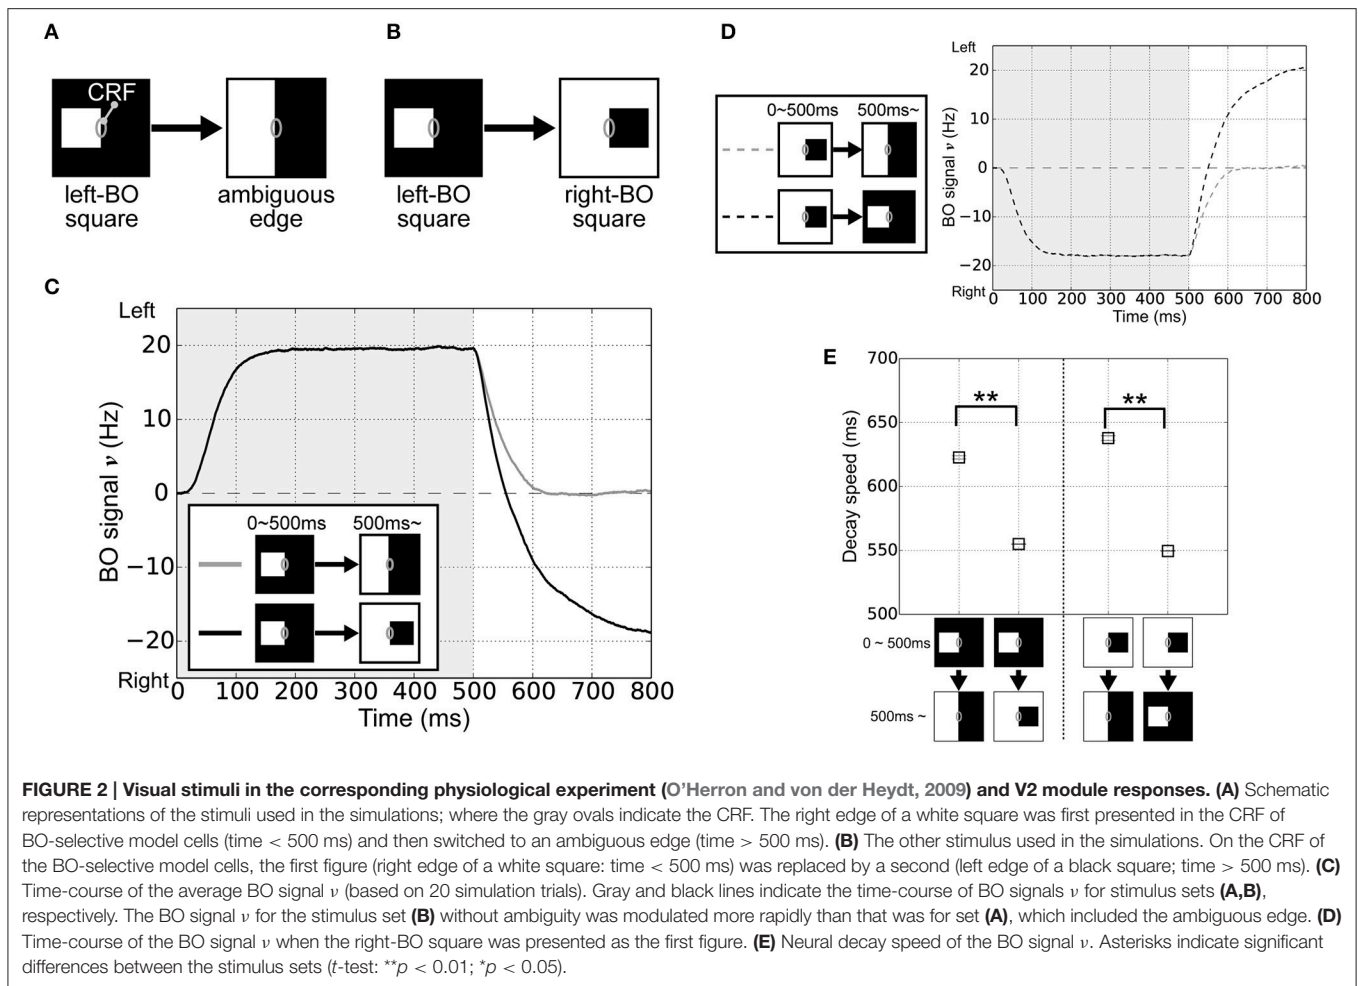 A
B
CRF
left-BO
square
ambiguous
edge
left-BO
square
right-BO
square
D
0~500ms 500ms~
Left
20
10
0
−10
−20
Right
BO signal ν (Hz)
0 100 200 300 400 500 600 700 800
Time (ms)
C
Left
20
10
0
−10
−20
Right
BO signal ν (Hz)
0~500ms 500ms~
0 100 200 300 400 500 600 700 800
Time (ms)
E
700
650
600
550
500
Decay speed (ms)
** **
0 ~ 500ms
500ms ~
FIGURE 2 | Visual stimuli in the corresponding physiological experiment (O'Herron and von der Heydt, 2009) and V2 module responses. (A) Schematic
representations of the stimuli used in the simulations; where the gray ovals indicate the CRF. The right edge of a white square was first presented in the CRF of
BO-selective model cells (time < 500 ms) and then switched to an ambiguous edge (time > 500 ms). (B) The other stimulus used in the simulations. On the CRF of
the BO-selective model cells, the first figure (right edge of a white square: time < 500 ms) was replaced by a second (left edge of a black square; time > 500 ms). (C)
Time-course of the average BO signal ν (based on 20 simulation trials). Gray and black lines indicate the time-course of BO signals ν for stimulus sets (A,B),
respectively. The BO signal ν for the stimulus set (B) without ambiguity was modulated more rapidly than that was for set (A), which included the ambiguous edge. (D)
Time-course of the BO signal ν when the right-BO square was presented as the first figure. (E) Neural decay speed of the BO signal ν. Asterisks indicate significant
differences between the stimulus sets (t-test: **p < 0.01; *p < 0.05).